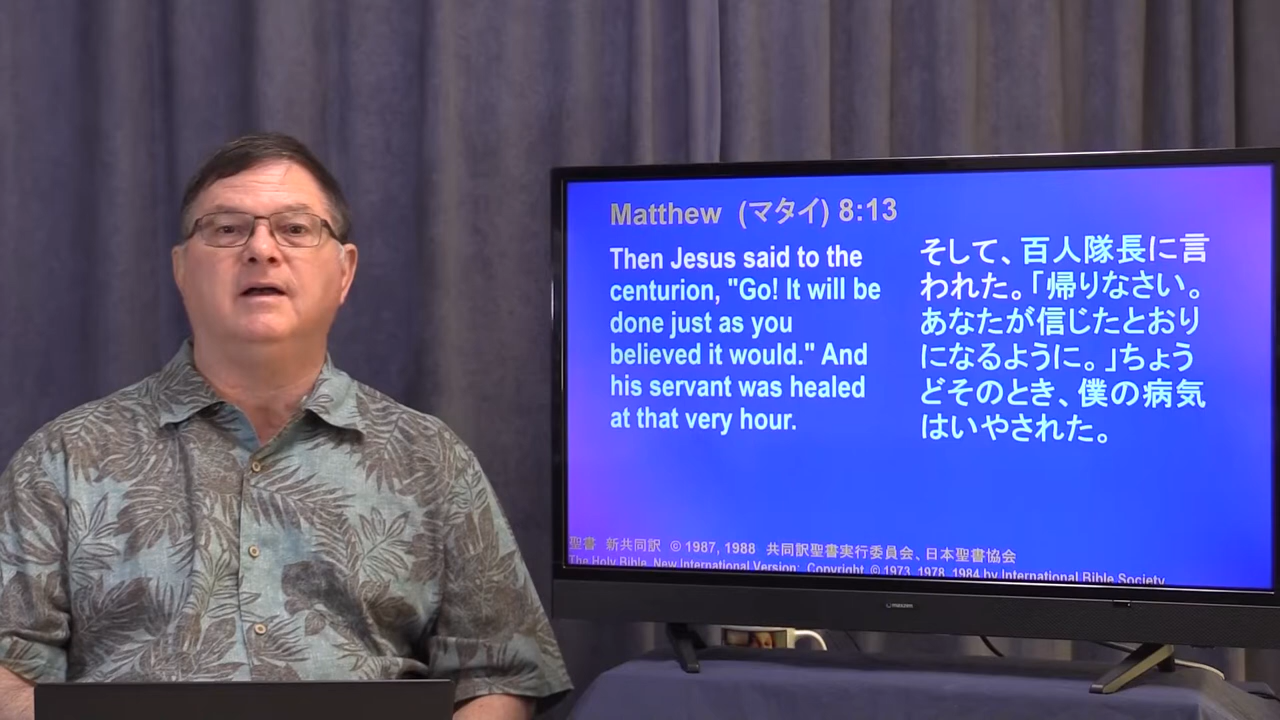 Matthew (マタイ) 8:13
Then Jesus said to the
centurion, "Go! It will be
done just as you
believed it would." And
his servant was healed
at that very hour.
そして、百人隊長に言
われた。「帰りなさい。
あなたが信じたとおり
になるように。」ちょう
どそのとき、僕の病気
はいやされた。
聖書 新共同訳 © 1987, 1988 共同訳聖書実行委員会、日本聖書協会
The Holy Bible, New International Version; Copyright © 1973, 1978, 1984 by International Bible Society
maxzen